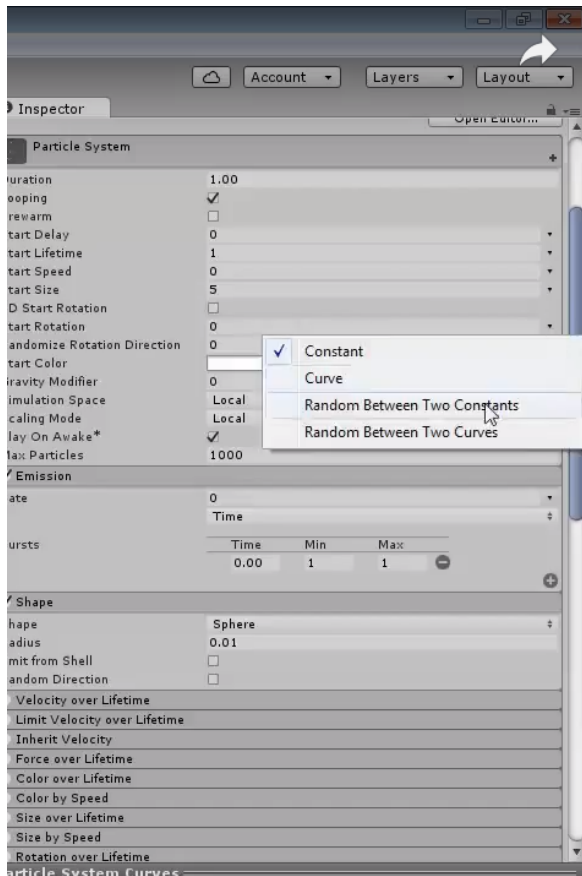 Account Layers Layout
Inspector
Open Editor...
Particle System
uration 1.00
ooping
rewarm
tart Delay 0
tart Lifetime 1
tart Speed 0
tart Size 5
D Start Rotation
tart Rotation 0
andomize Rotation Direction 0
Constant
tart Color
Curve
ravity Modifier 0
imulation Space Local
Random Between Two Constants
caling Mode Local
lay On Awake*
Random Between Two Curves
ax Particles 1000
Emission
ate 0
Time
ursts Time Min Max
0.00 1 1
Shape
hape Sphere
adius 0.01
mit from Shell
andom Direction
Velocity over Lifetime
Limit Velocity over Lifetime
Inherit Velocity
Force over Lifetime
Color over Lifetime
Color by Speed
Size over Lifetime
Size by Speed
Rotation over Lifetime
article System Curves